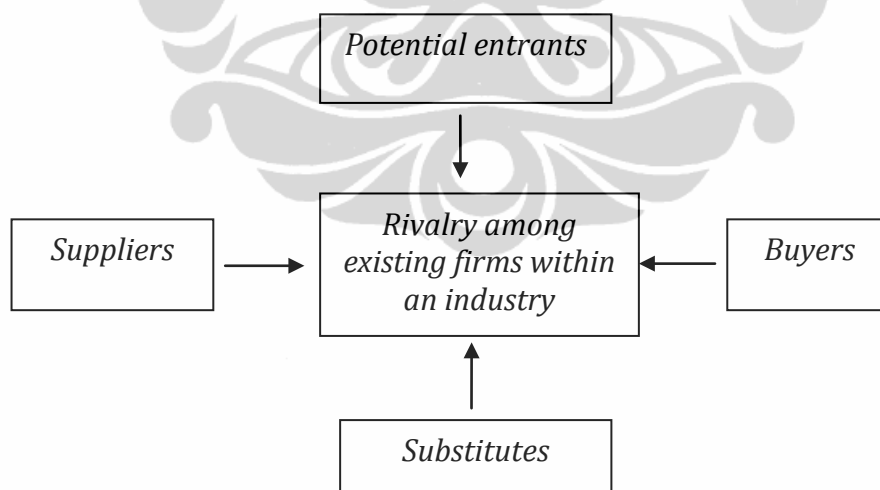 Potential entrants
Suppliers
Rivalry among
existing firms within
an industry
Buyers
Substitutes